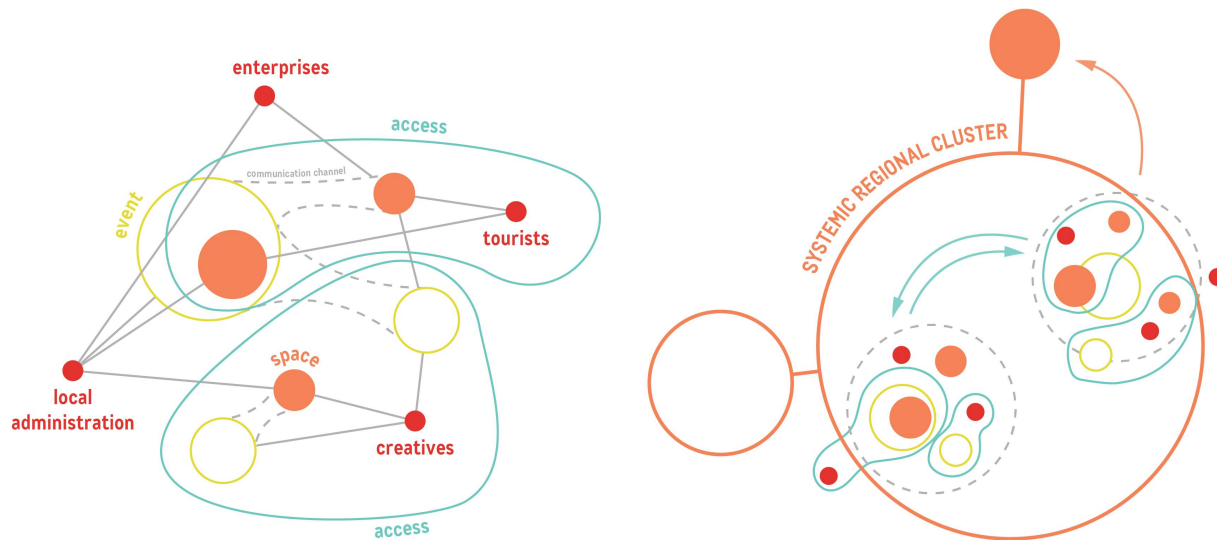 enterprises
access
communication channel
event
tourists
space
local
administration
creatives
access
SYSTEMIC REGIONAL CLUSTER